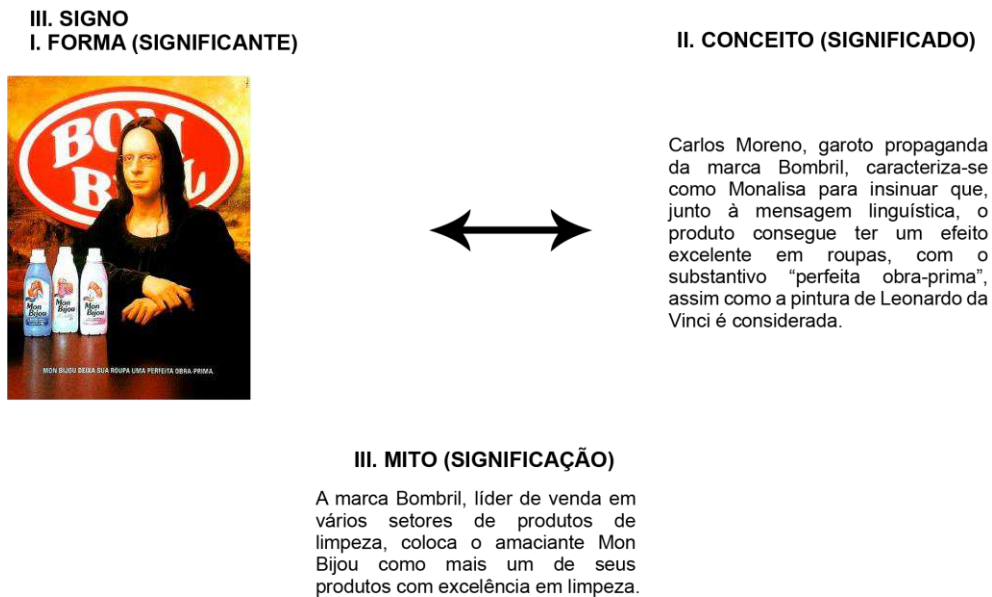 III. SIGNO
I. FORMA (SIGNIFICANTE)
II. CONCEITO (SIGNIFICADO)
BOM
BRIL
Mon
Bijou
Mon
Bijou
Mon
Bijou
MON BIJOU DEIXA SUA ROUPA UMA PERFEITA OBRA-PRIMA.
Carlos Moreno, garoto propaganda
da marca Bombril, caracteriza-se
como Monalisa para insinuar que,
junto à mensagem linguística, o
produto consegue ter um efeito
excelente em roupas, com o
substantivo “perfeita obra-prima”,
assim como a pintura de Leonardo da
Vinci é considerada.
III. MITO (SIGNIFICAÇÃO)
A marca Bombril, líder de venda em
vários setores de produtos de
limpeza, coloca o amaciante Mon
Bijou como mais um de seus
produtos com excelência em limpeza.